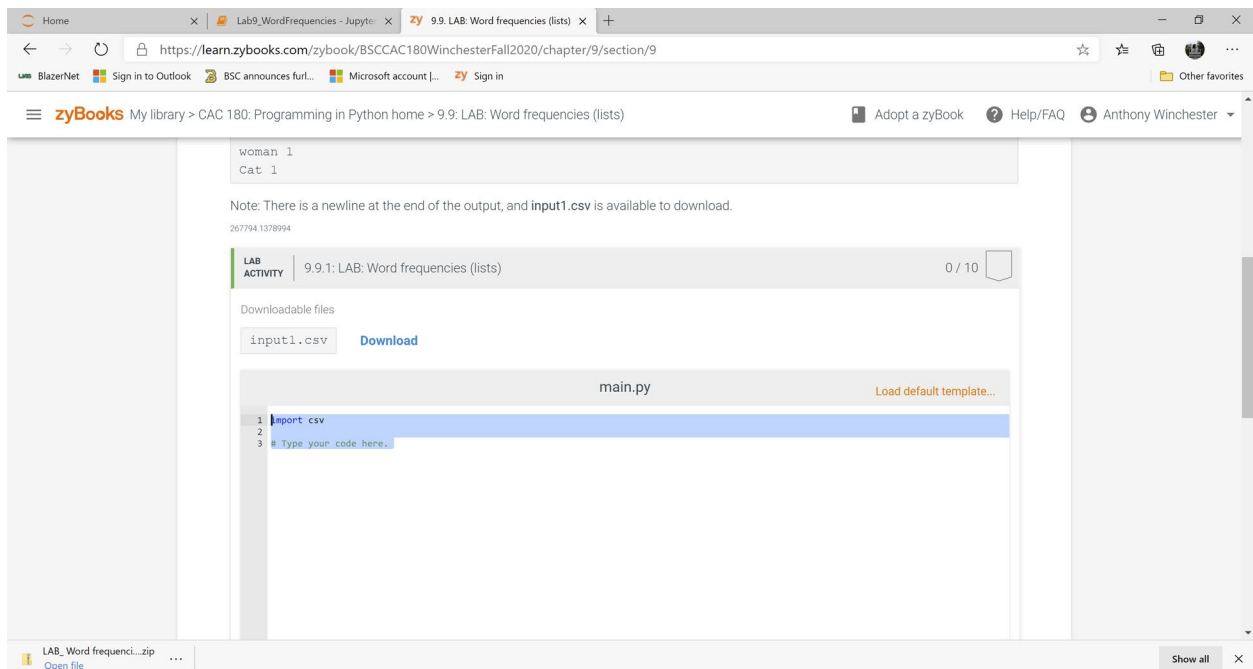 Home
Lab9_WordFrequencies - Jupyter
zy 9.9. LAB: Word frequencies (lists)
https://learn.zybooks.com/zybook/BSCCAC180WinchesterFall2020/chapter/9/section/9
BlazerNet Sign in to Outlook BSC announces furl... Microsoft account |... zy Sign in Other favorites
zyBooks My library > CAC 180: Programming in Python home > 9.9: LAB: Word frequencies (lists) Adopt a zyBook Help/FAQ Anthony Winchester
woman 1
Cat 1
Note: There is a newline at the end of the output, and input1.csv is available to download.
267794.1378994
LAB ACTIVITY 9.9.1: LAB: Word frequencies (lists) 0 / 10
Downloadable files
input1.csv Download
main.py Load default template...
1 import csv
2
3 # Type your code here.
LAB_ Word frequenci....zip
Open file
Show all